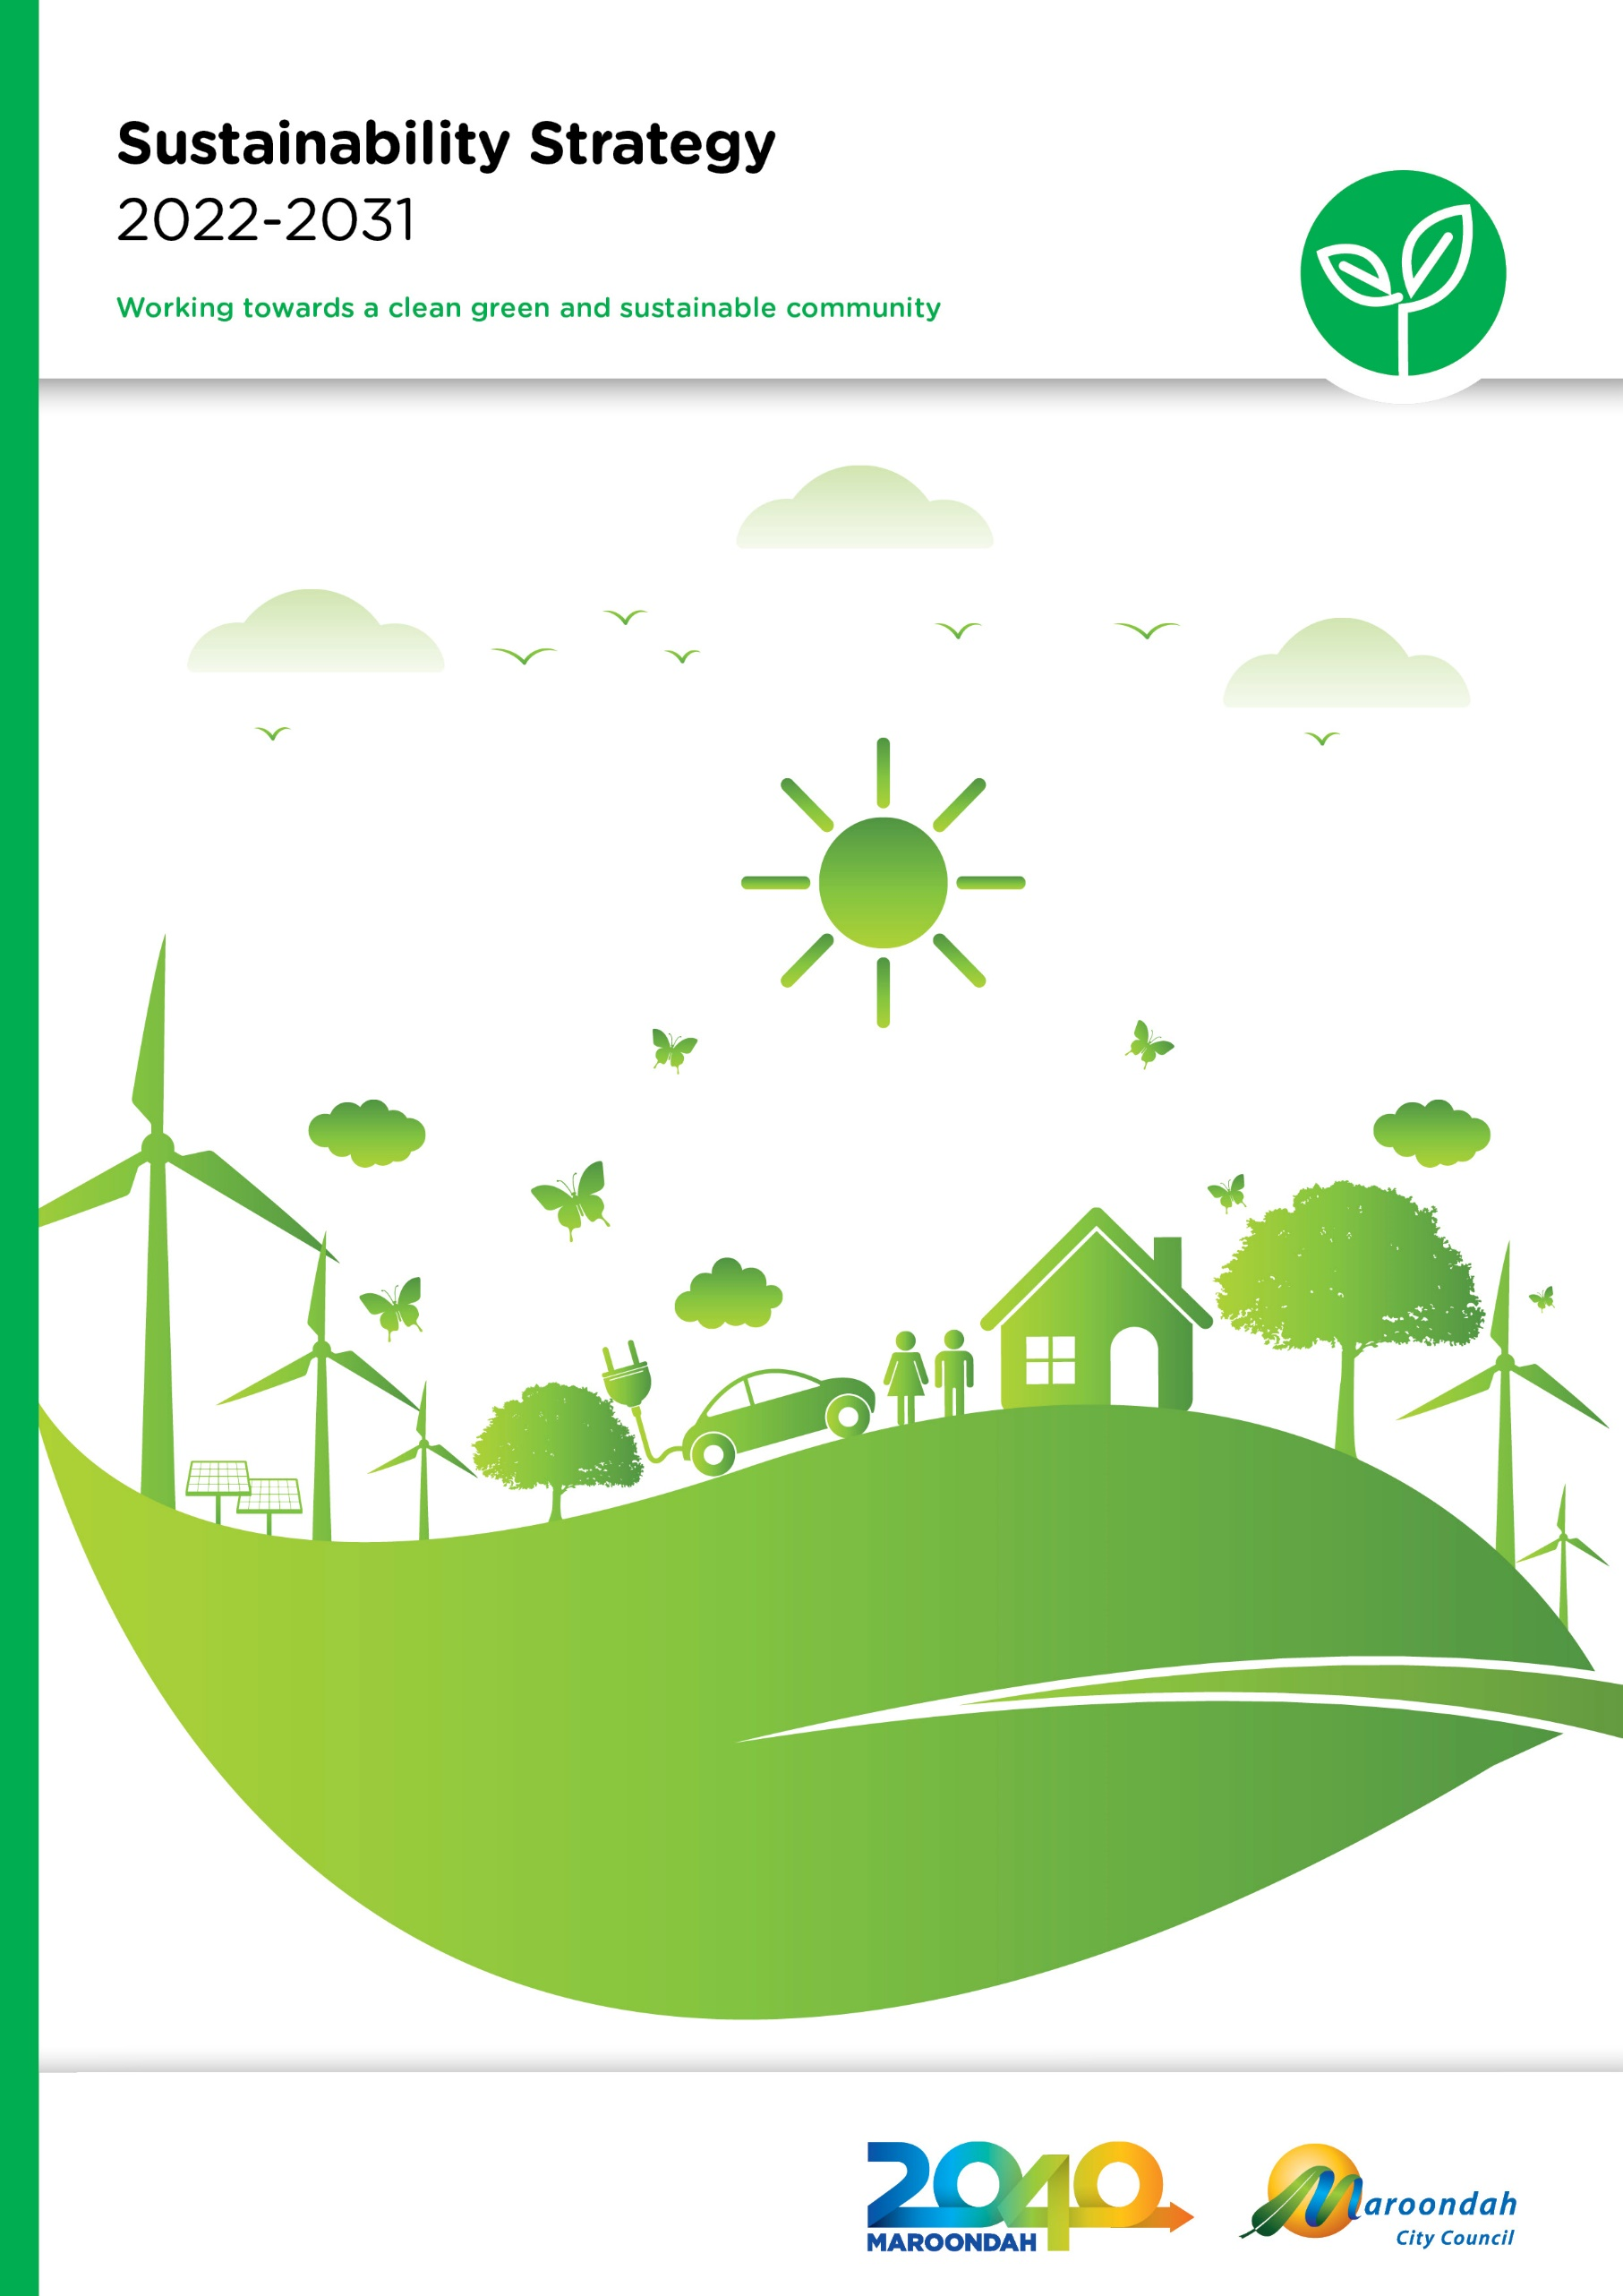 Sustainability Strategy
2022-2031
Working towards a clean green and sustainable community
2040
MAROONDAH
Maroondah
City Council